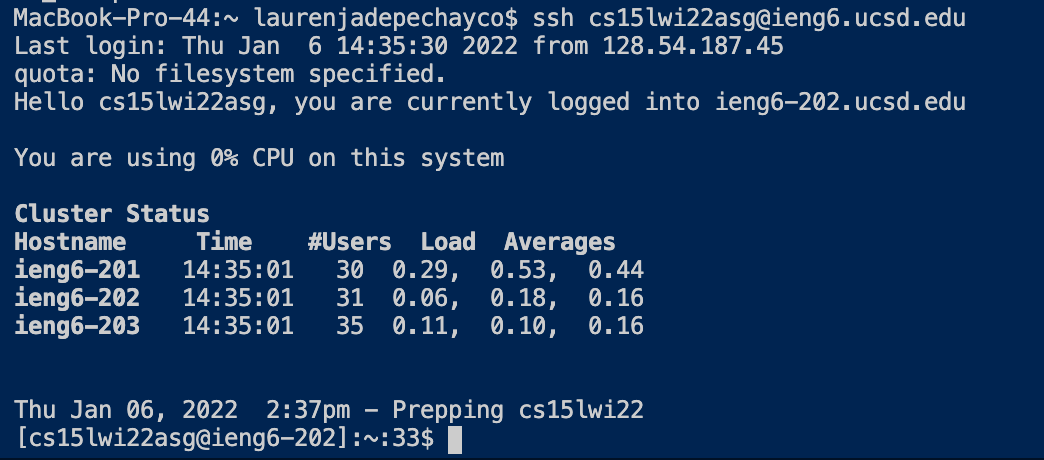 MacBook-Pro-44:~ laurenjadepechayco$ ssh cs15lwi22asg@ieng6.ucsd.edu
Last login: Thu Jan  6 14:35:30 2022 from 128.54.187.45
quota: No filesystem specified.
Hello cs15lwi22asg, you are currently logged into ieng6-202.ucsd.edu
You are using 0% CPU on this system
Cluster Status
Hostname     Time    #Users  Load  Averages
ieng6-201   14:35:01   30  0.29,  0.53,  0.44
ieng6-202   14:35:01   31  0.06,  0.18,  0.16
ieng6-203   14:35:01   35  0.11,  0.10,  0.16
Thu Jan 06, 2022  2:37pm - Prepping cs15lwi22
[cs15lwi22asg@ieng6-202]:~:33$